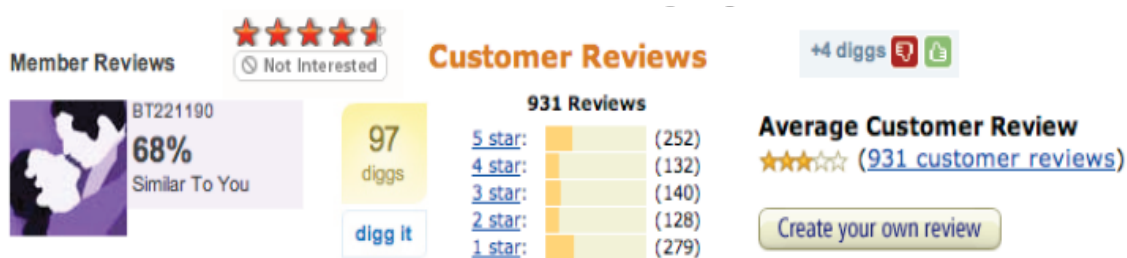 Member Reviews
BT221190
68%
Similar To You
Not Interested
97
diggs
digg it
Customer Reviews
931 Reviews
5 star: (252)
4 star: (132)
3 star: (140)
2 star: (128)
1 star: (279)
+4 diggs
Average Customer Review
(931 customer reviews)
Create your own review